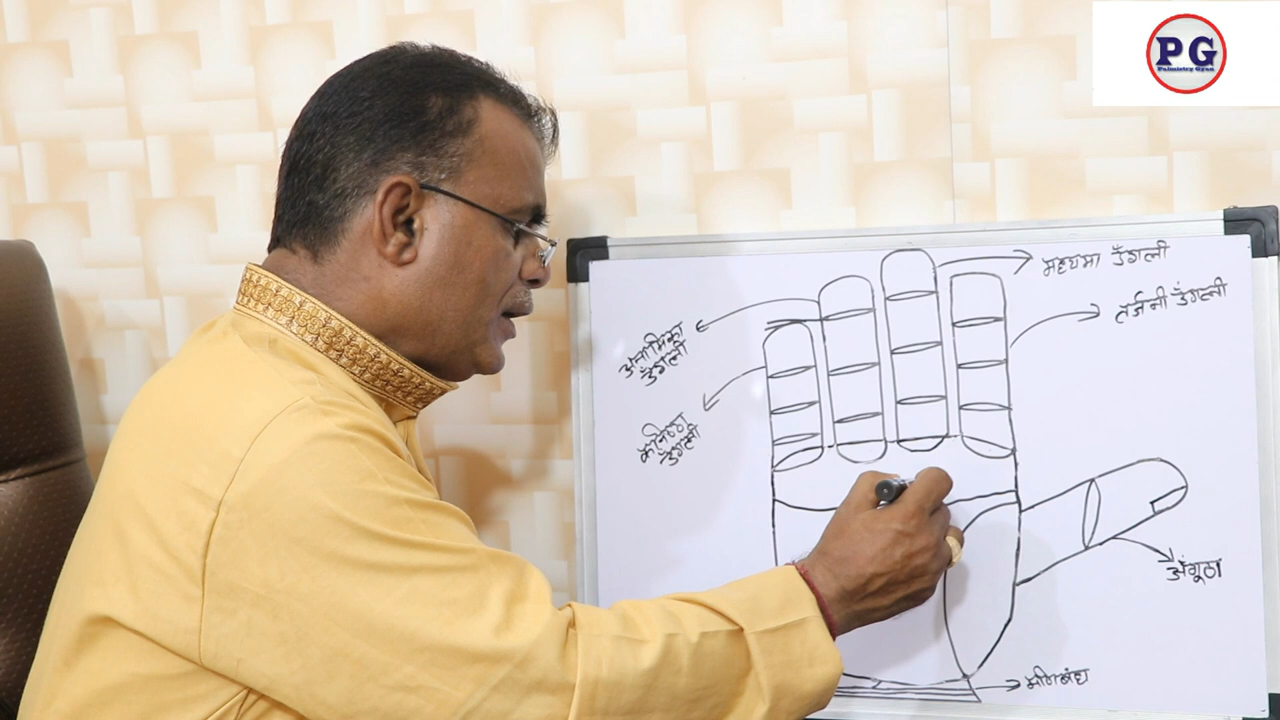 PG
Palmistry Gyan
मध्यमा उँगली
तर्जनी उँगली
अनामिका
उँगली
कनिष्ठा
उँगली
अँगूठा
मणिबंध